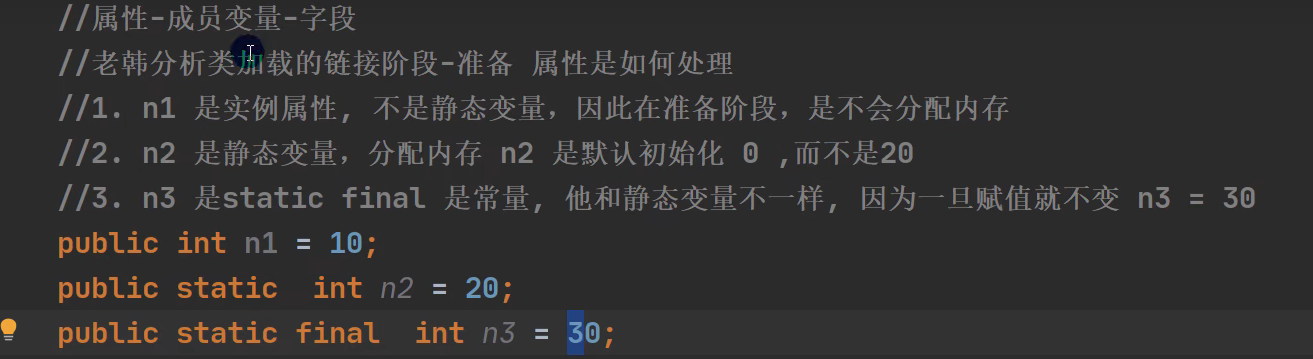 //属性-成员变量-字段
//老韩分析类加载的链接阶段-准备 属性是如何处理
//1. n1 是实例属性, 不是静态变量，因此在准备阶段，是不会分配内存
//2. n2 是静态变量，分配内存 n2 是默认初始化 0 ,而不是20
//3. n3 是static final 是常量, 他和静态变量不一样, 因为一旦赋值就不变 n3 = 30
public int n1 = 10;
public static  int n2 = 20;
public static final  int n3 = 30;